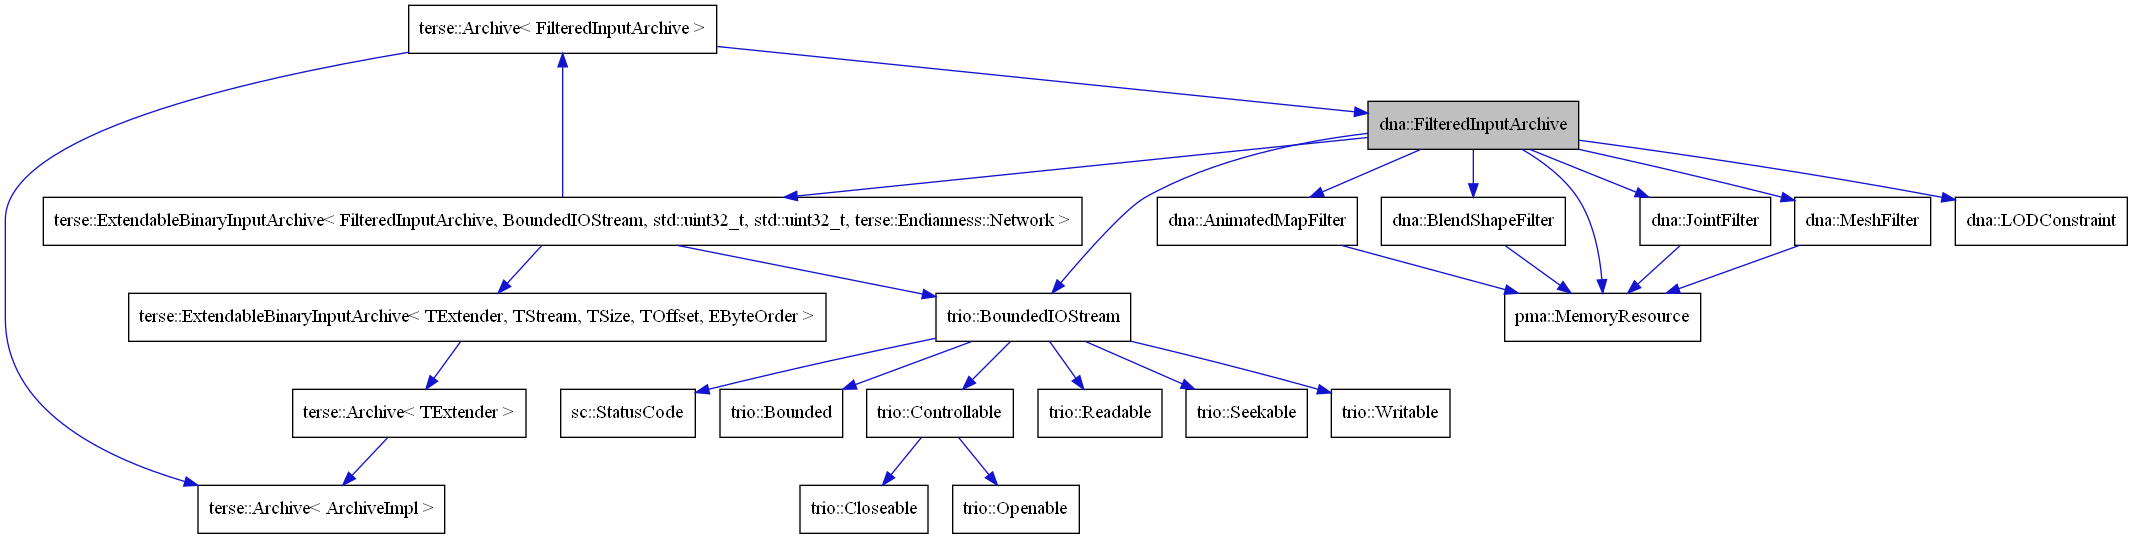 terse::Archive< FilteredInputArchive >
dna::FilteredInputArchive
terse::ExtendableBinaryInputArchive< FilteredInputArchive, BoundedIOStream, std::uint32_t, std::uint32_t, terse::Endianness::Network >
dna::AnimatedMapFilter
dna::BlendShapeFilter
dna::JointFilter
dna::MeshFilter
dna::LODConstraint
terse::ExtendableBinaryInputArchive< TExtender, TStream, TSize, TOffset, EByteOrder >
trio::BoundedIOStream
pma::MemoryResource
terse::Archive< TExtender >
sc::StatusCode
trio::Bounded
trio::Controllable
trio::Readable
trio::Seekable
trio::Writable
terse::Archive< ArchiveImpl >
trio::Closeable
trio::Openable